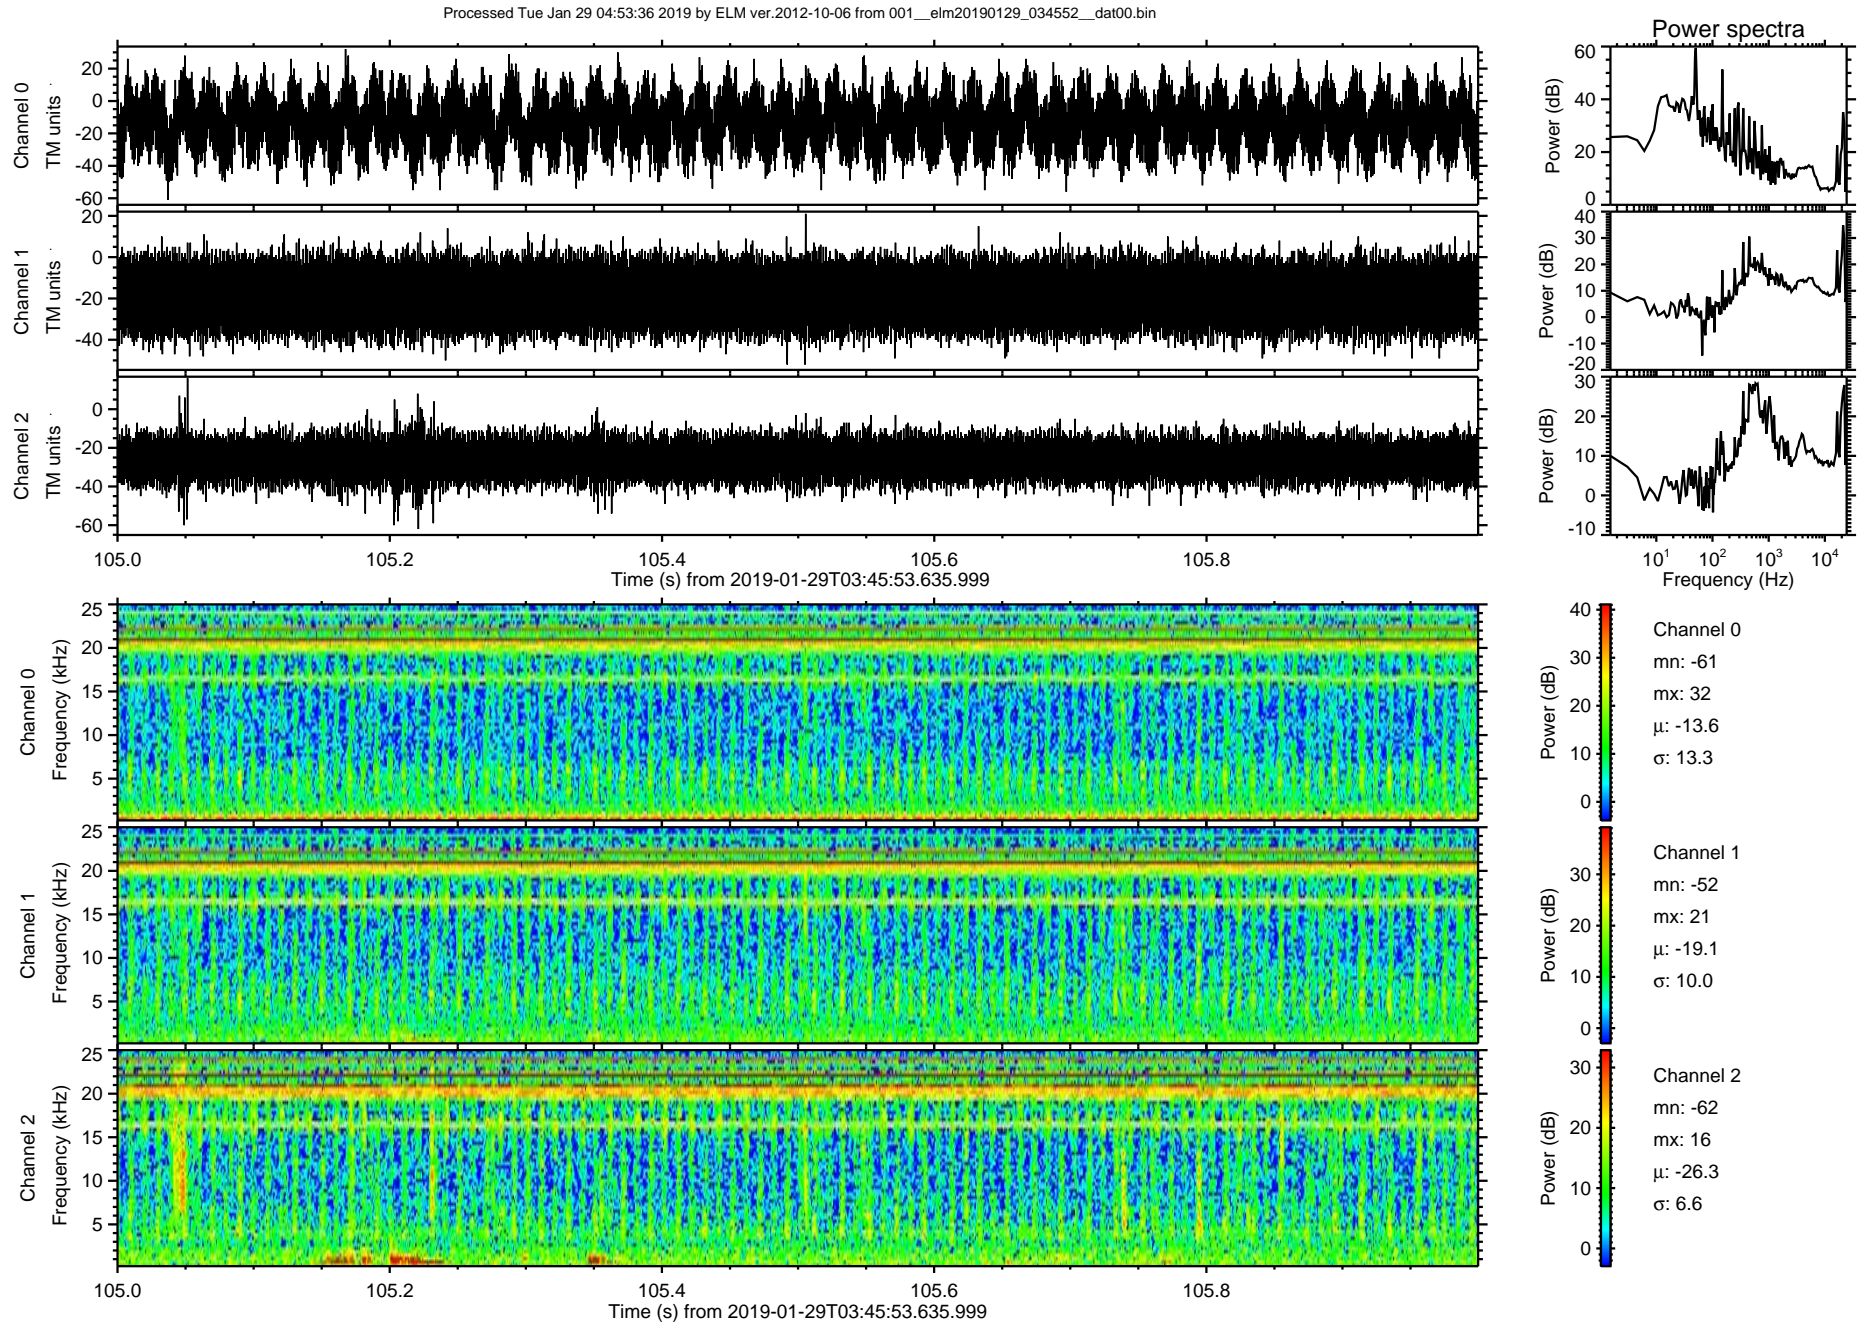 Processed Tue Jan 29 04:53:36 2019 by ELM ver.2012-10-06 from 001__elm20190129_034552__dat00.bin
Power spectra
Channel 0
TM units
20
0
-20
-40
-60
Power (dB)
60
40
20
0
Channel 1
TM units
20
0
-20
-40
Power (dB)
40
30
20
10
0
-10
-20
Channel 2
TM units
0
-20
-40
-60
Power (dB)
30
20
10
0
-10
105.0 105.2 105.4 105.6 105.8
Time (s) from 2019-01-29T03:45:53.635.999
10^1 10^2 10^3 10^4
Frequency (Hz)
Channel 0
Frequency (kHz)
25
20
15
10
5
Power (dB)
40
30
20
10
0
Channel 0
mn: -61
mx: 32
μ: -13.6
σ: 13.3
Channel 1
Frequency (kHz)
25
20
15
10
5
Power (dB)
30
20
10
0
Channel 1
mn: -52
mx: 21
μ: -19.1
σ: 10.0
Channel 2
Frequency (kHz)
25
20
15
10
5
Power (dB)
30
20
10
0
Channel 2
mn: -62
mx: 16
μ: -26.3
σ: 6.6
105.0 105.2 105.4 105.6 105.8
Time (s) from 2019-01-29T03:45:53.635.999